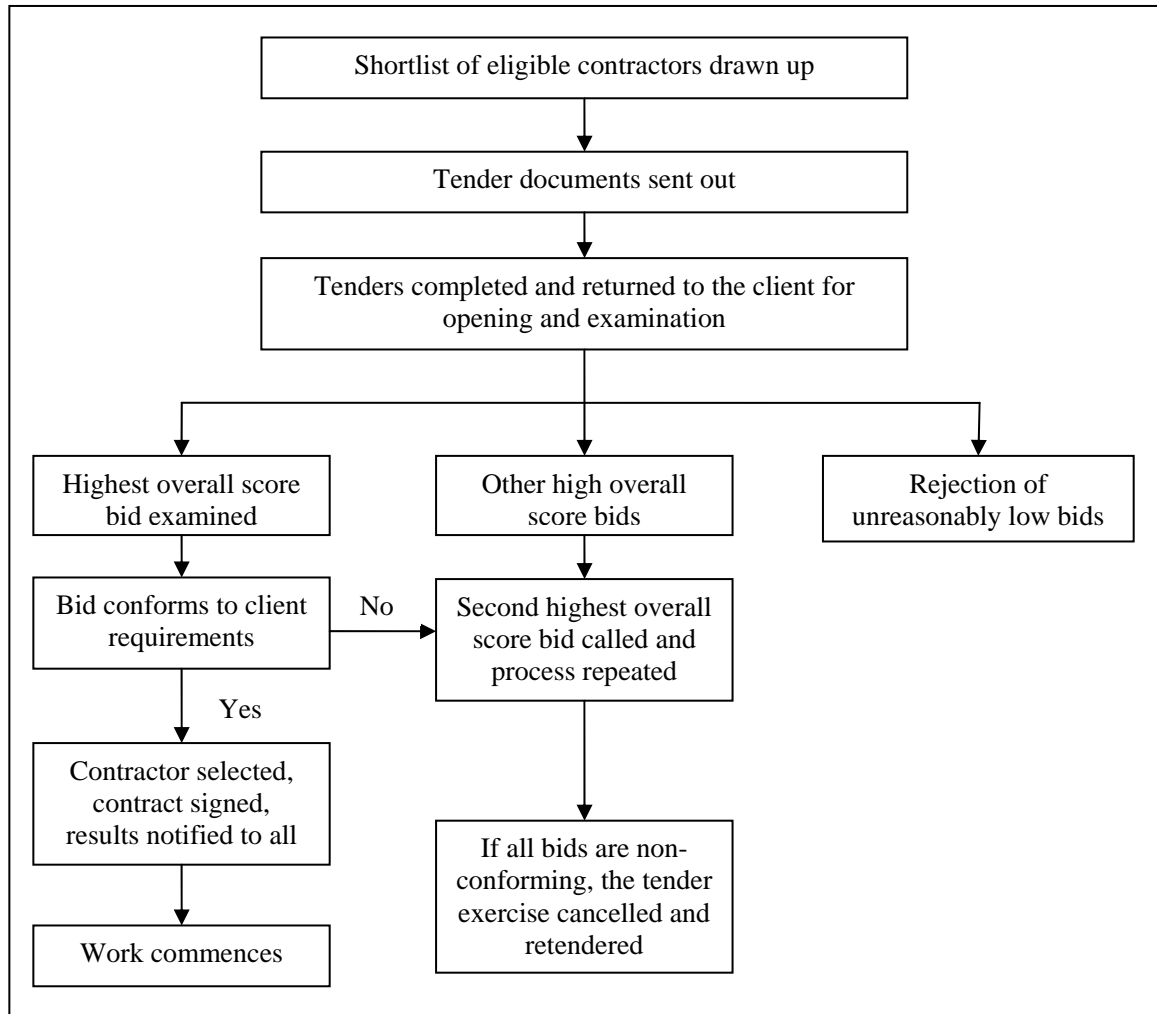 Shortlist of eligible contractors drawn up
Tender documents sent out
Tenders completed and returned to the client for
opening and examination
Highest overall score
bid examined
Other high overall
score bids
Rejection of
unreasonably low bids
Bid conforms to client
requirements
No
Second highest overall
score bid called and
process repeated
Yes
Contractor selected,
contract signed,
results notified to all
If all bids are non-
conforming, the tender
exercise cancelled and
retendered
Work commences